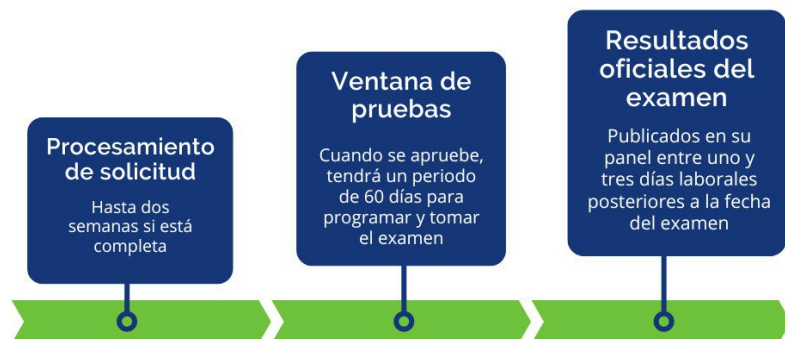 Procesamiento
de solicitud
Hasta dos
semanas si está
completa
Ventana de
pruebas
Cuando se apruebe,
tendrá un periodo
de 60 días para
programar y tomar
el examen
Resultados
oficiales del
examen
Publicados en su
panel entre uno y
tres días laborales
posteriores a la fecha
del examen